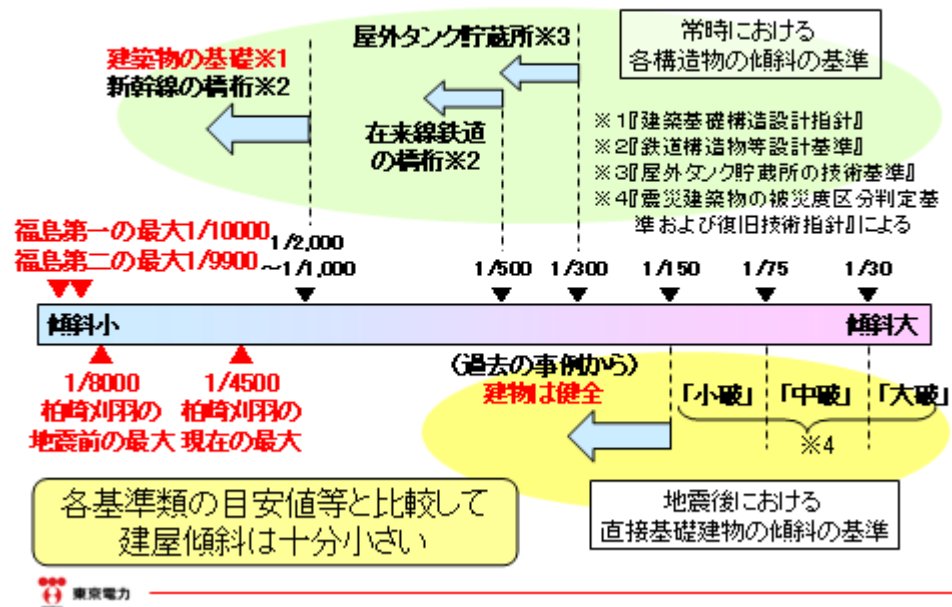 屋外タンク貯蔵所※3
常時における
各構造物の傾斜の基準
建築物の基礎※1
新幹線の橋桁※2
在来線鉄道
の橋桁※2
※1『建築基礎構造設計指針』
※2『鉄道構造物等設計基準』
※3『屋外タンク貯蔵所の技術基準』
※4『震災建築物の被災度区分判定基
準および復旧技術指針』による
福島第一の最大1/10000
福島第二の最大1/9900
1/2,000
～1/1,000
1/500
1/300
1/150
1/75
1/30
傾斜小
傾斜大
1/8000
柏崎刈羽の
地震前の最大
1/4500
柏崎刈羽の
現在の最大
(過去の事例から)
建物は健全
「小破」
「中破」
「大破」
※4
各基準類の目安値等と比較して
建屋傾斜は十分小さい
地震後における
直接基礎建物の傾斜の基準
東京電力